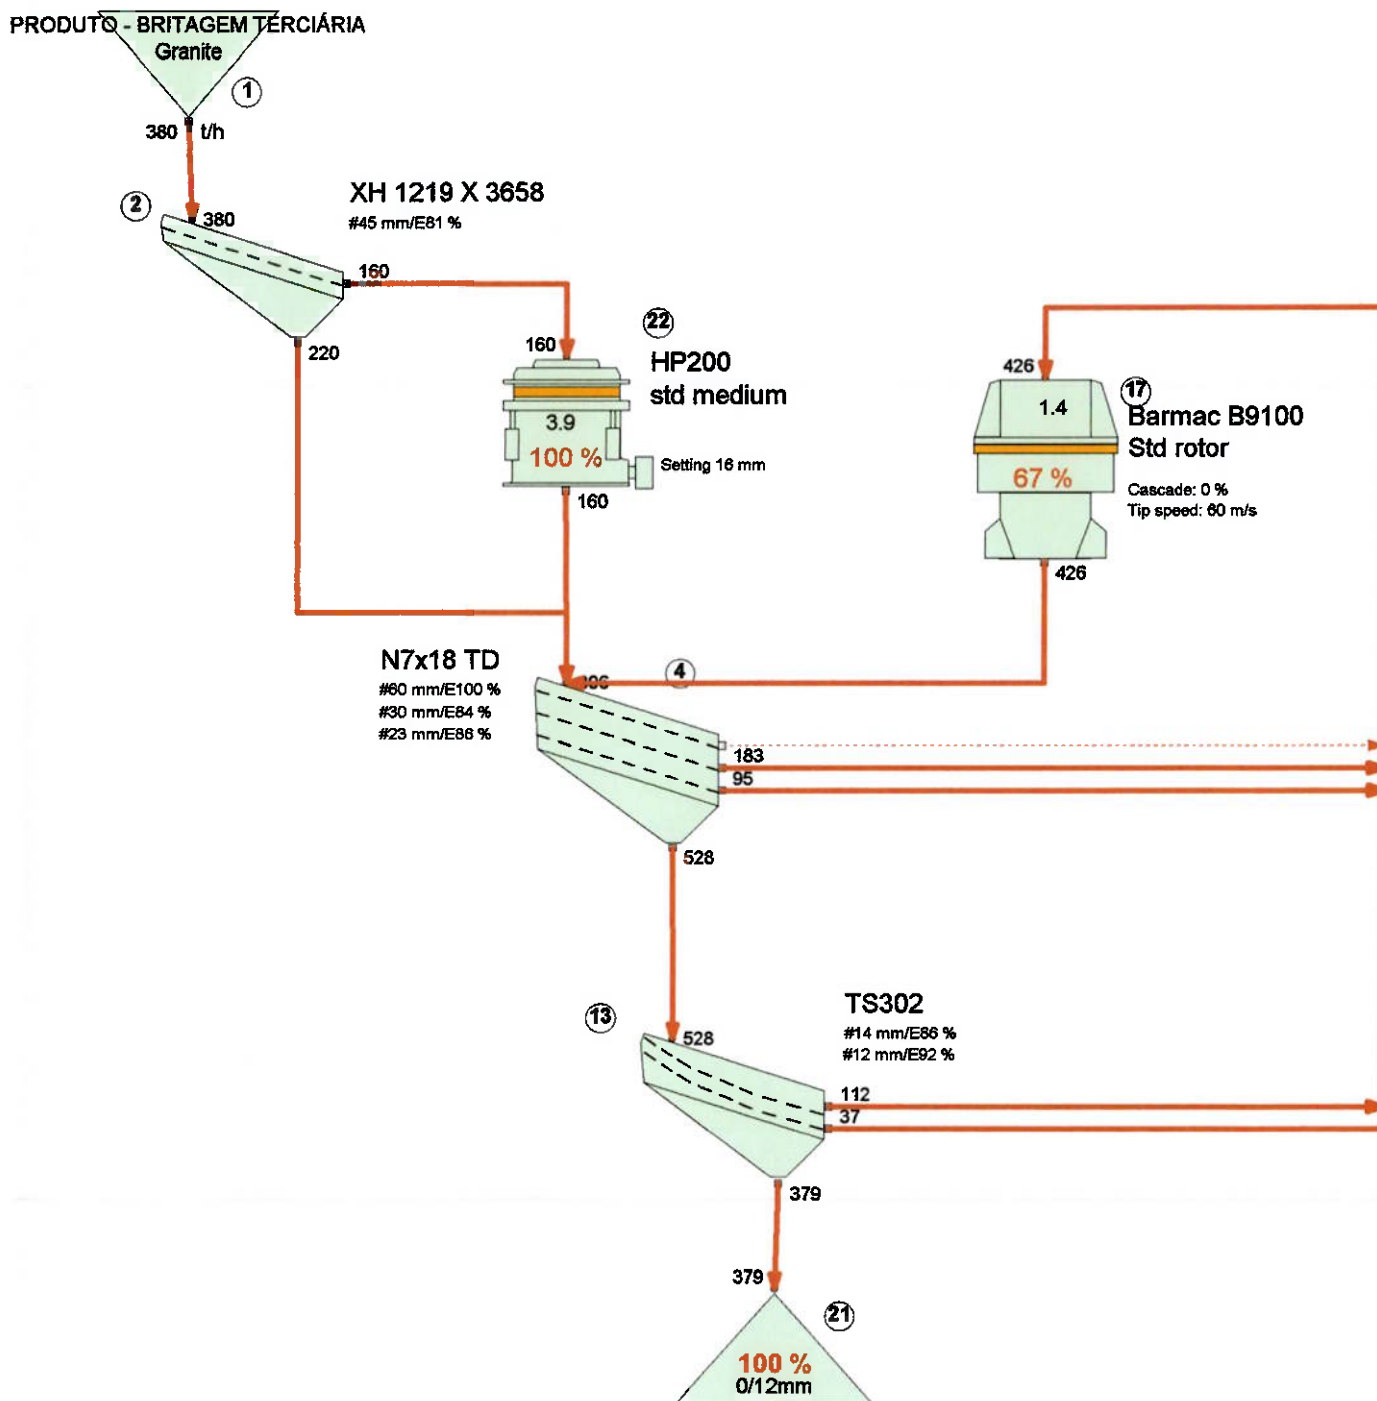 PRODUTO - BRITAGEM TERCIÁRIA
Granite
1
380 t/h
2
380
XH 1219 X 3658
#45 mm/E81 %
160
220
22
160
HP200
std medium
3.9
100 %
Setting 16 mm
160
426
17
1.4
Barmac B9100
Std rotor
67 %
Cascade: 0 %
Tip speed: 60 m/s
426
N7x18 TD
#60 mm/E100 %
#30 mm/E84 %
#23 mm/E86 %
4
183
95
528
13
528
TS302
#14 mm/E86 %
#12 mm/E92 %
112
37
379
379
21
100 %
0/12mm